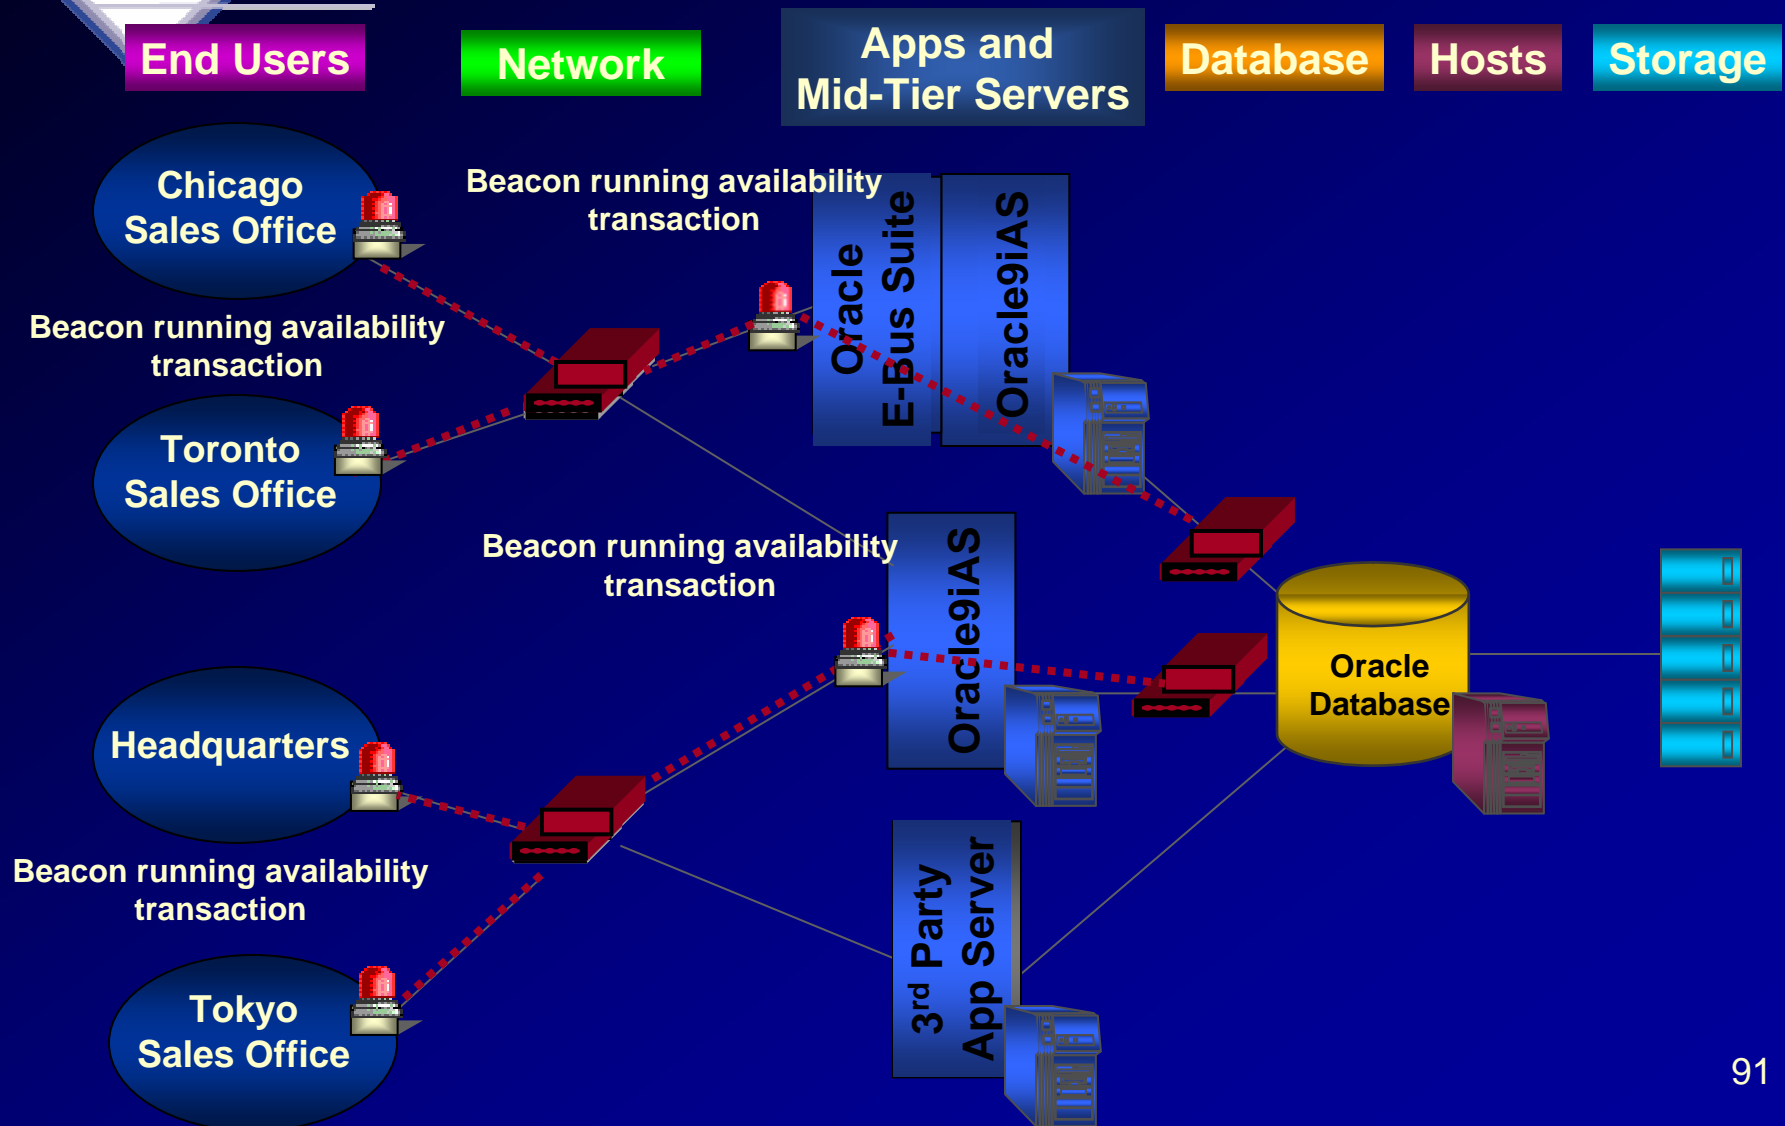 End Users
Network
Apps and
Mid-Tier Servers
Database
Hosts
Storage
Chicago
Sales Office
Beacon running availability
transaction
Oracle
E-Bus Suite
Oracle9iAS
Beacon running availability
transaction
Toronto
Sales Office
Beacon running availability
transaction
Oracle9iAS
Oracle
Database
Headquarters
Beacon running availability
transaction
3rd Party
App Server
Tokyo
Sales Office
91